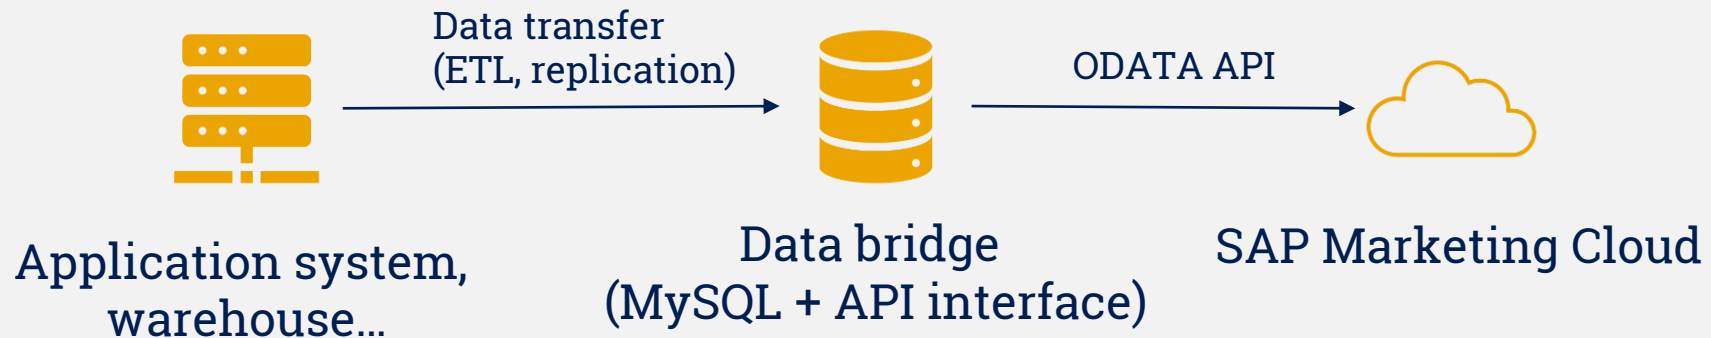 Data transfer
(ETL, replication)
ODATA API
Application system,
warehouse...
Data bridge
(MySQL + API interface)
SAP Marketing Cloud